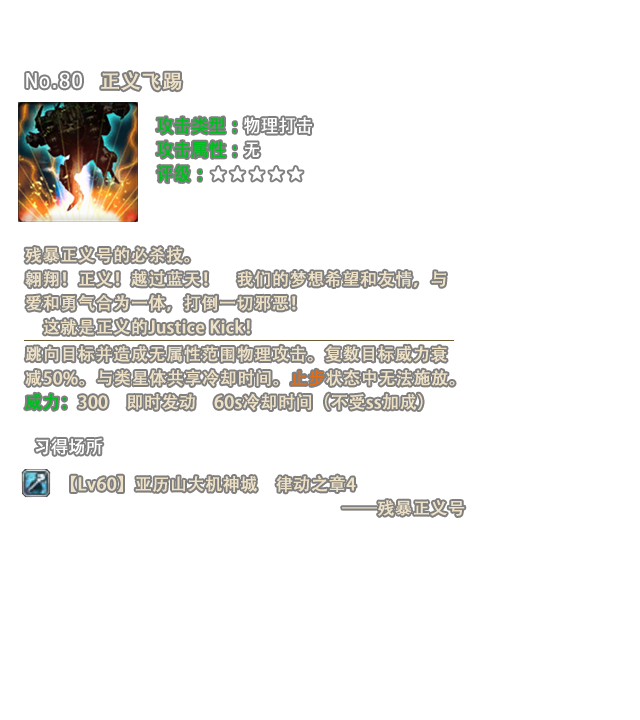 No.80 正义飞踢
攻击类型：物理打击
攻击属性：无
评级：☆☆☆☆☆
残暴正义号的必杀技。
翱翔！正义！越过蓝天！ 我们的梦想希望和友情，与
爱和勇气合为一体，打倒一切邪恶！
这就是正义的Justice Kick!
跳向目标并造成无属性范围物理攻击。复数目标威力衰
减50%。与类星体共享冷却时间。止步状态中无法施放。
威力：300 即时发动 60s冷却时间（不受ss加成）
习得场所
【Lv60】亚历山大机神城 律动之章4
——残暴正义号